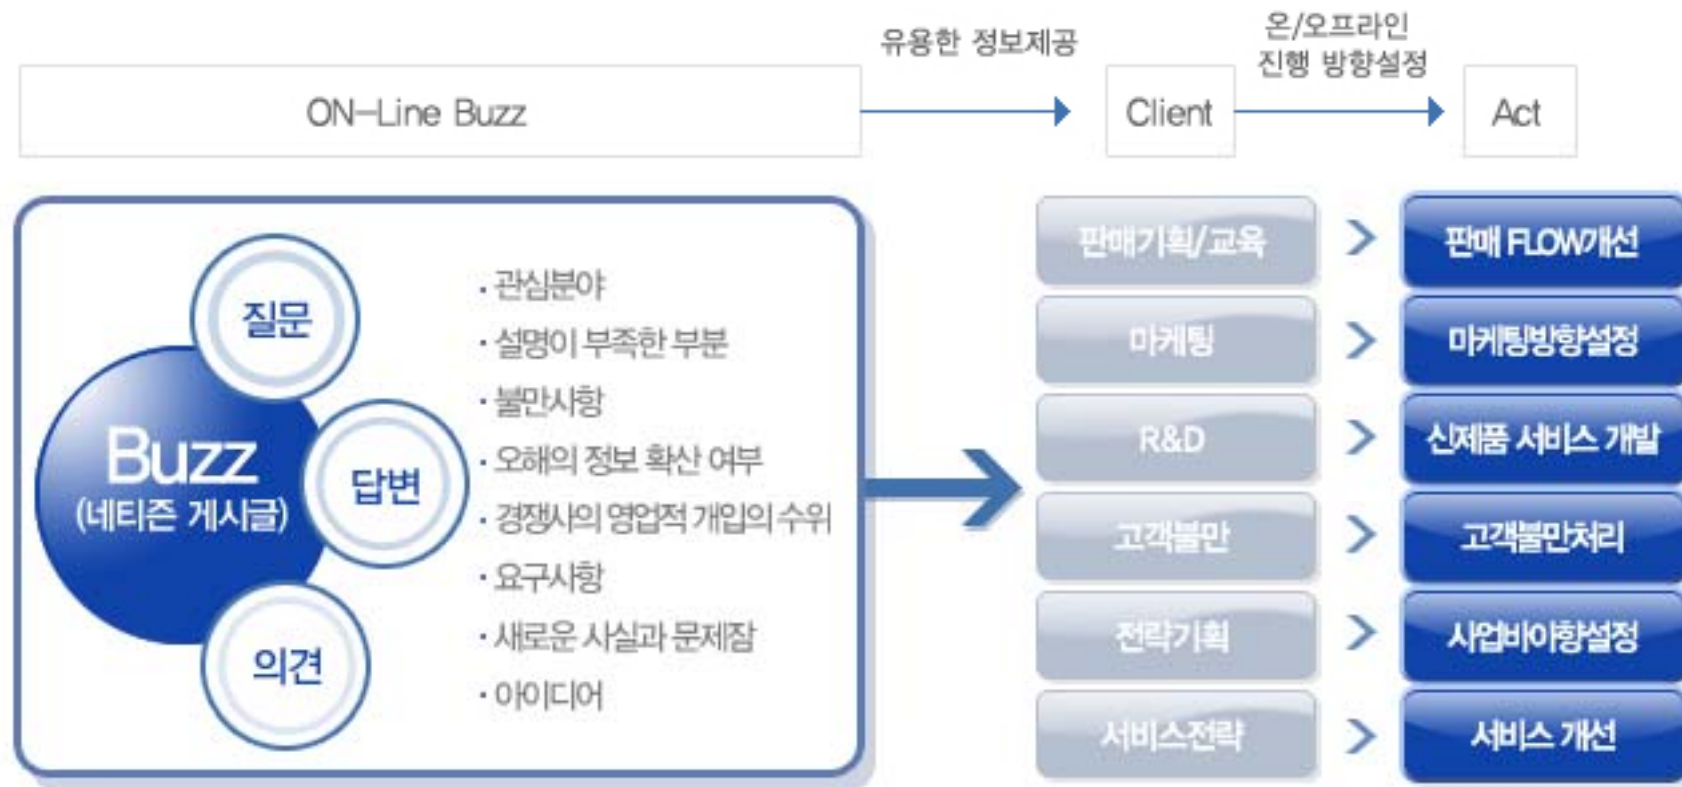 유용한 정보제공
온/오프라인
진행 방향설정
ON-Line Buzz
Client
Act
질문
Buzz
(네티즌 게시글)
답변
의견
· 관심분야
· 설명이 부족한 부분
· 불만사항
· 오해의 정보 확산 여부
· 경쟁사의 영업적 개입의 수위
· 요구사항
· 새로운 사실과 문제잠
· 아이디어
판매기획/교육
판매 FLOW개선
마케팅
마케팅방향설정
R&D
신제품 서비스 개발
고객불만
고객불만처리
전략기획
사업비아향설정
서비스전략
서비스 개선